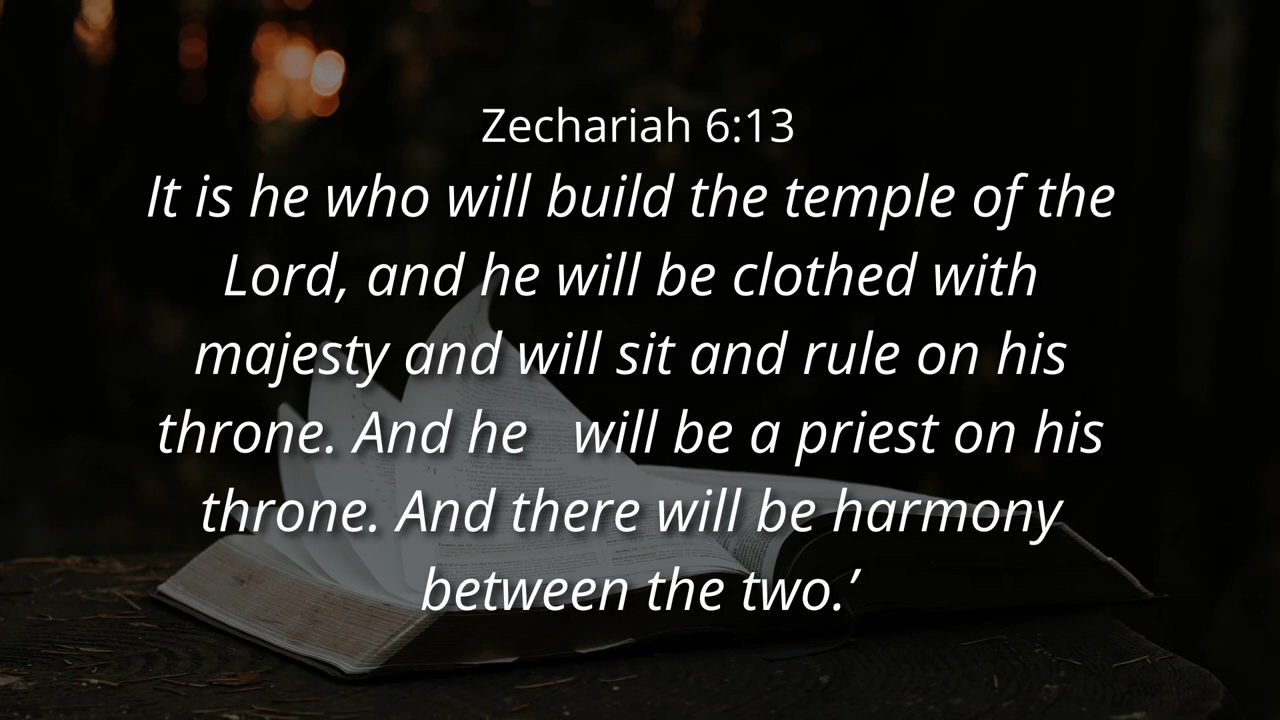 Zechariah 6:13
It is he who will build the temple of the
Lord, and he will be clothed with
majesty and will sit and rule on his
throne. And he   will be a priest on his
throne. And there will be harmony
between the two.’